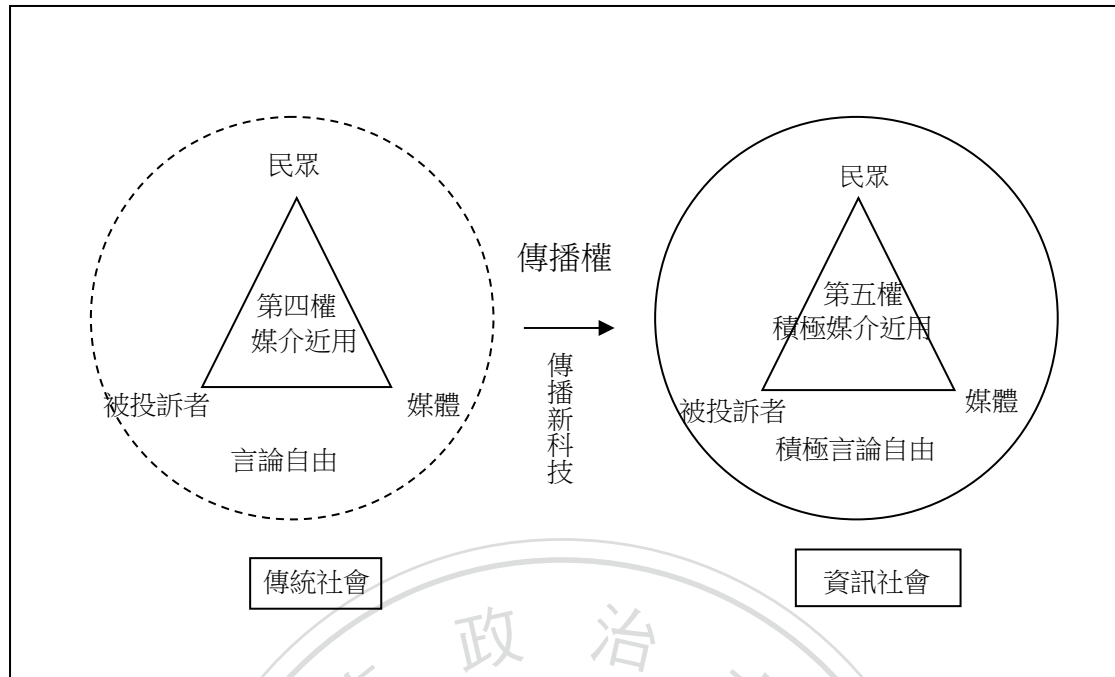 民眾
第四權
媒介近用
被投訴者
媒體
言論自由
傳統社會
傳播權
傳播新科技
民眾
第五權
積極媒介近用
被投訴者
媒體
積極言論自由
資訊社會
政治